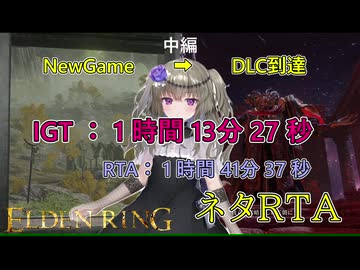 中編
NewGame ➡ DLC到達
IGT ： 1 時間 13分 27 秒
RTA： 1 時間 41分 37 秒
ELDEN RING
ネタRTA